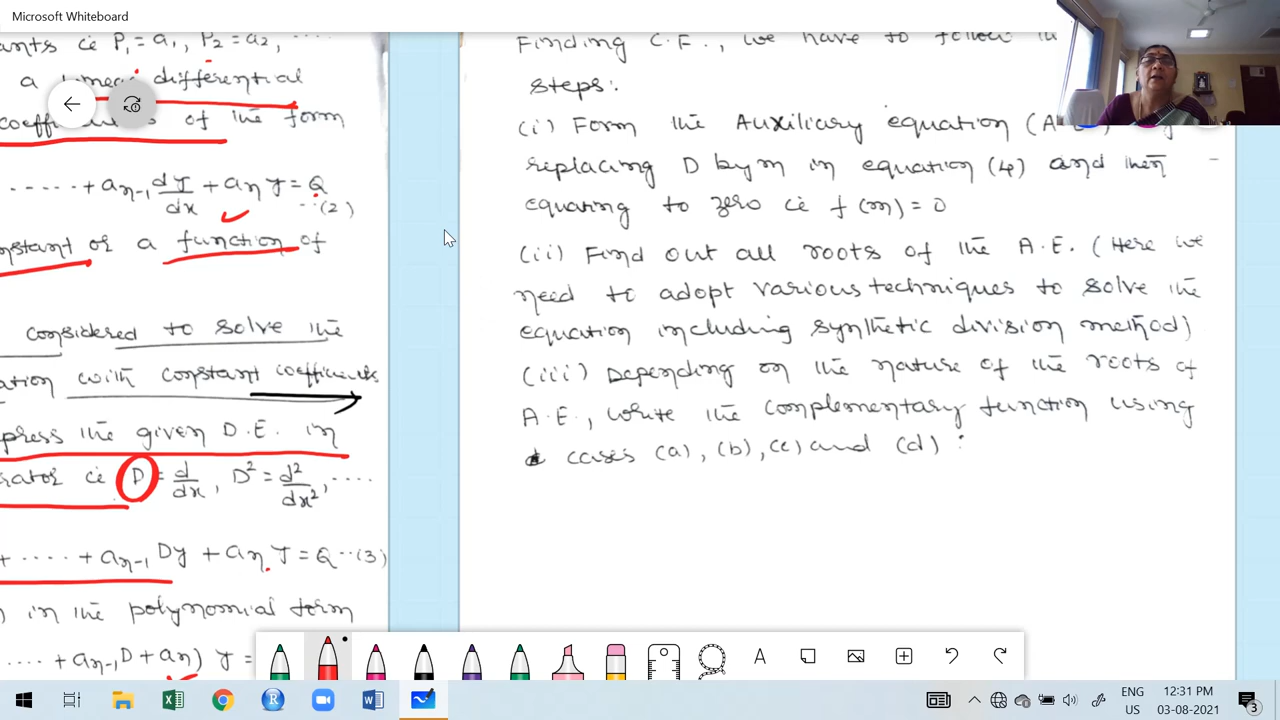 Microsoft Whiteboard
ants ie P1 = a1, P2 = a2, ....
a linear differential
coefficients of the form
..... + an-1 dy/dx + an y = Q
..(2)
onstant or a function of
considered to solve the
ation with constant coefficients
press the given D.E. in
rator ie D = d/dx, D² = d²/dx², ....
+ .... + an-1 Dy + an y = Q ..(3)
in the polynomial form
.... + an-1 D + an) y =
Finding C.F., we have to follow
steps:
(i) Form the Auxiliary equation (A
replacing D by m in equation (4) and then
equating to zero ie f(m) = 0
(ii) Find out all roots of the A.E. (Here we
need to adopt various techniques to solve the
equation including synthetic division method)
(iii) Depending on the nature of the roots of
A.E., write the complementary function using
cases (a), (b), (c) and (d) :
ENG
US
12:31 PM
03-08-2021
3